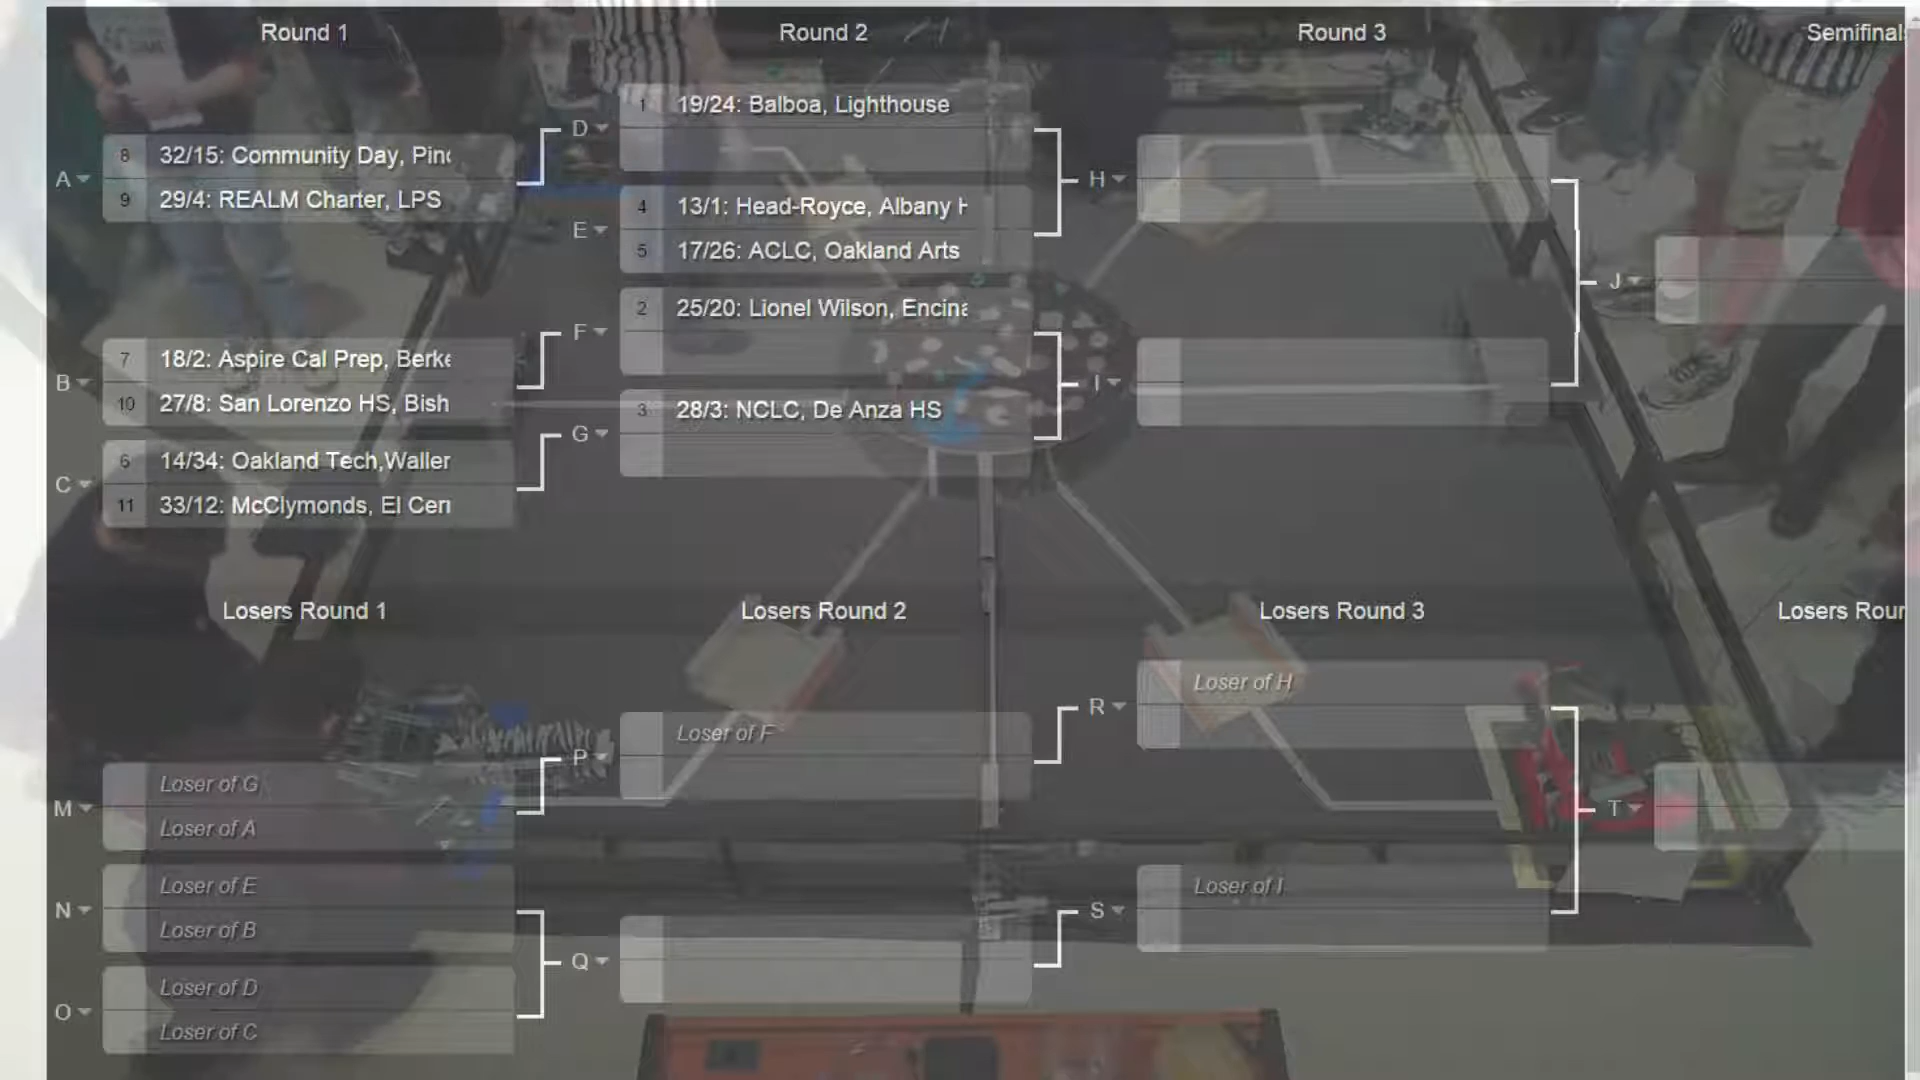 Round 1
Round 2
Round 3
Semifinals
A
8 32/15: Community Day, Pino
9 29/4: REALM Charter, LPS
B
7 18/2: Aspire Cal Prep, Berke
10 27/8: San Lorenzo HS, Bish
C
6 14/34: Oakland Tech,Waller
11 33/12: McClymonds, El Cerr
D
1 19/24: Balboa, Lighthouse
E
4 13/1: Head-Royce, Albany H
5 17/26: ACLC, Oakland Arts
F
2 25/20: Lionel Wilson, Encina
G
3 28/3: NCLC, De Anza HS
H
I
J
Losers Round 1
Losers Round 2
Losers Round 3
Losers Roun
M
Loser of G
Loser of A
N
Loser of E
Loser of B
O
Loser of D
Loser of C
P
Loser of F
Q
R
Loser of H
S
Loser of I
T